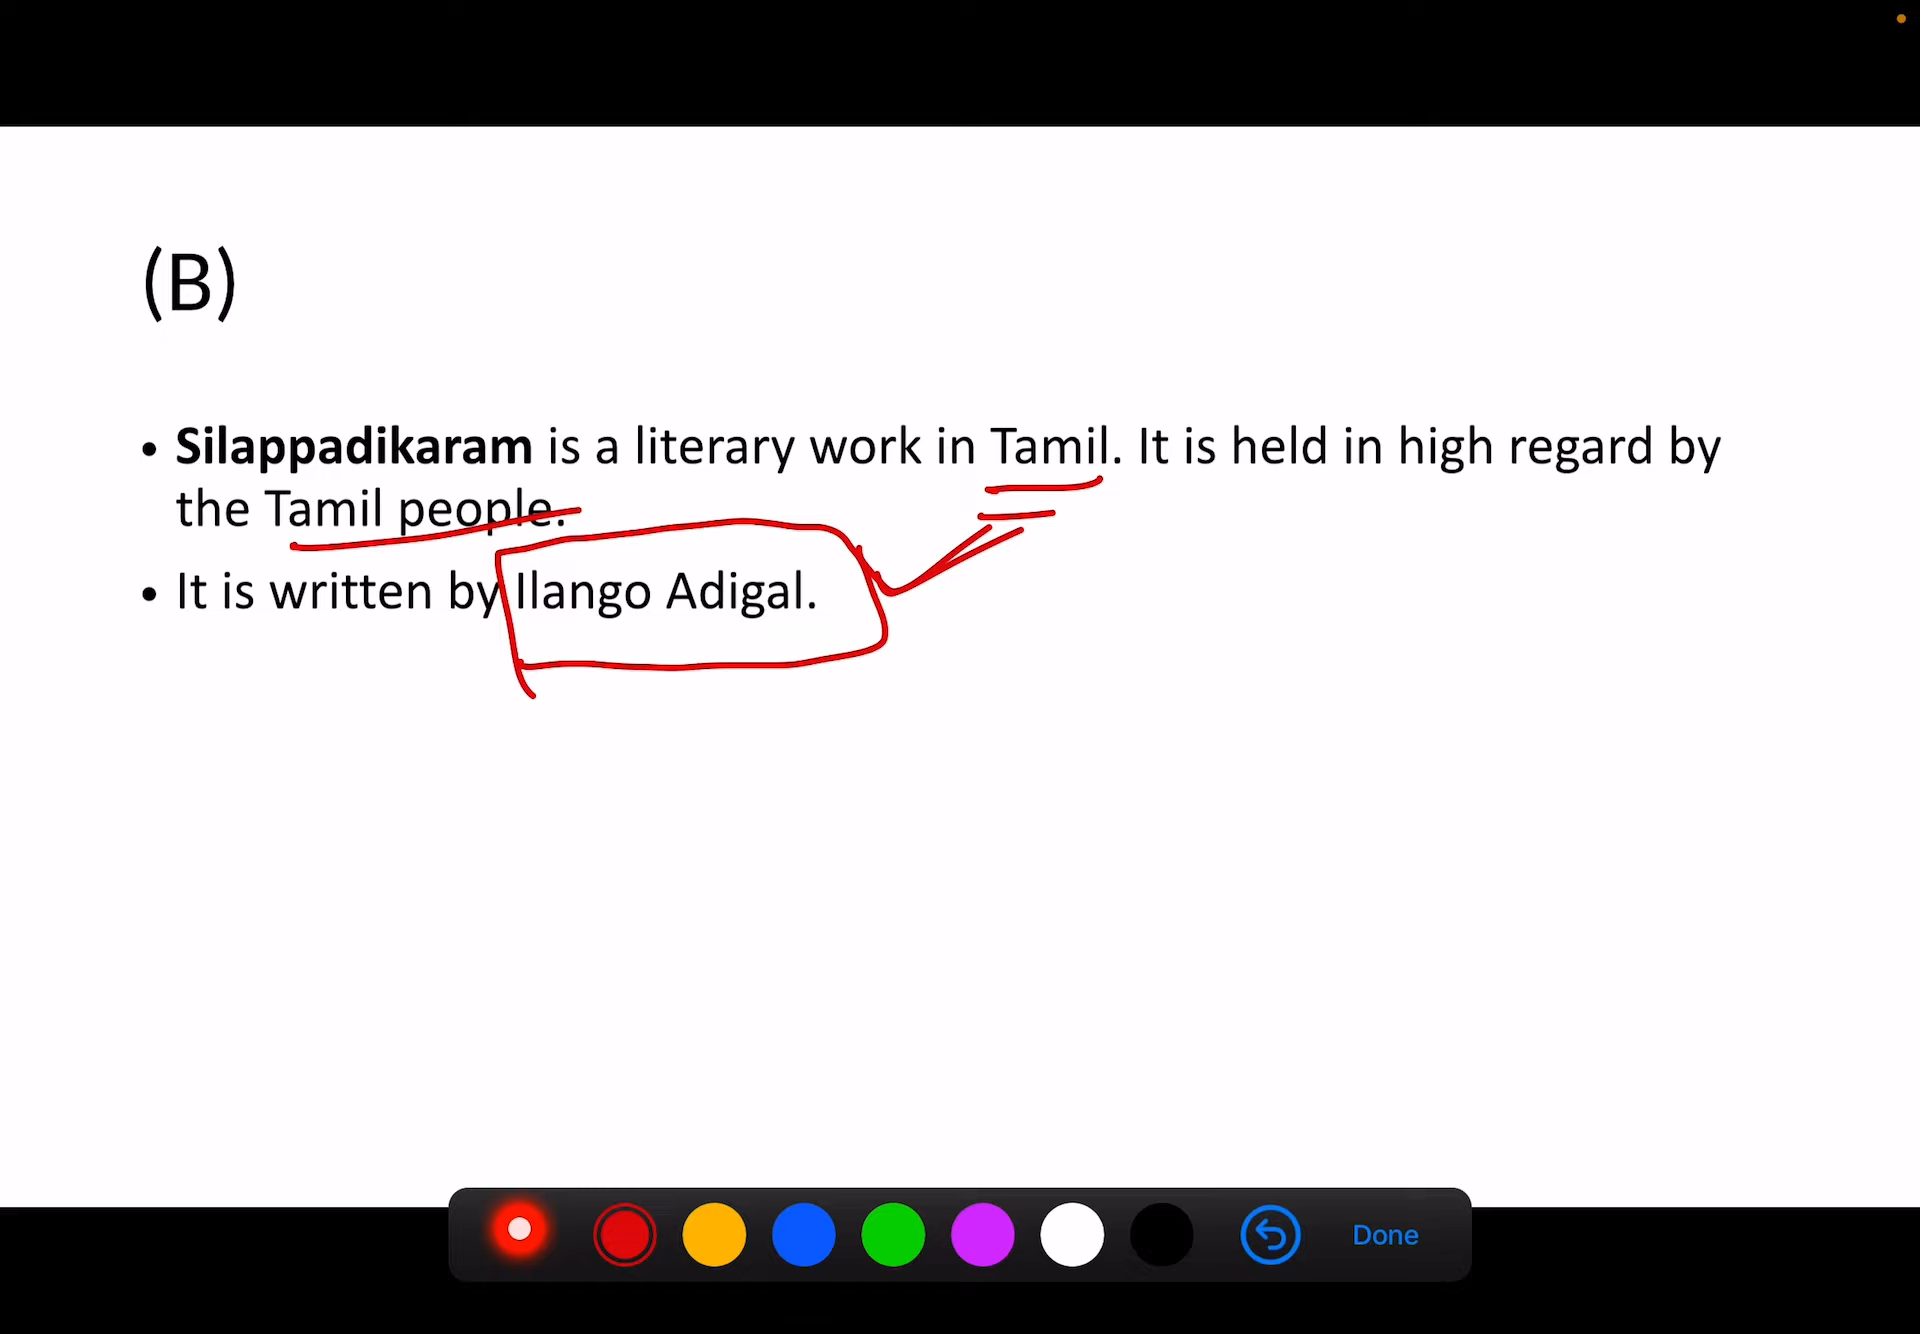 (B)
• Silappadikaram is a literary work in Tamil. It is held in high regard by
the Tamil people.
• It is written by Ilango Adigal.
Done